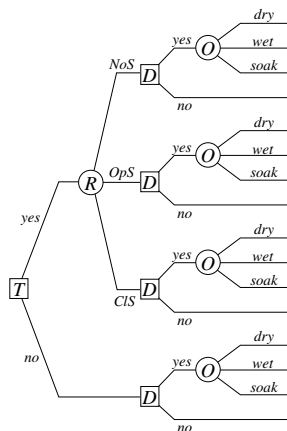 dry
yes
O
wet
NoS
soak
D
no
dry
yes
O
wet
OpS
soak
R
D
yes
no
dry
yes
O
wet
soak
T
D
ClS
no
no
dry
yes
O
wet
soak
D
no